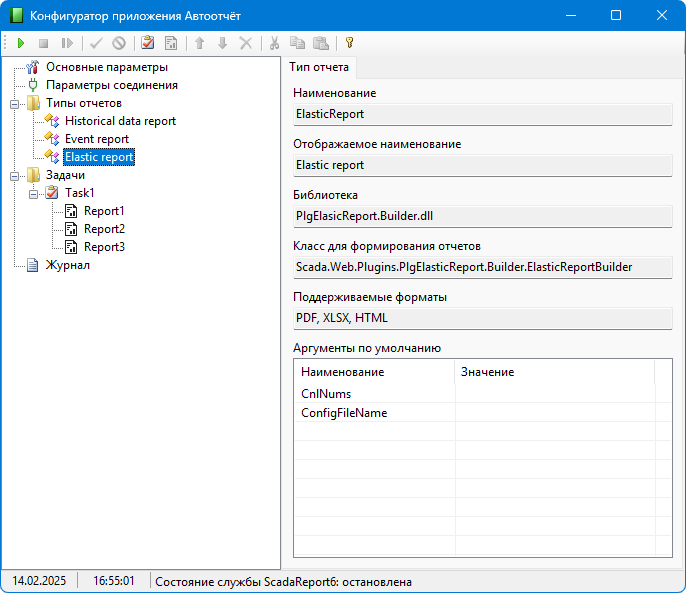 Конфигуратор приложения Автоотчёт
Основные параметры
Параметры соединения
Типы отчетов
Historical data report
Event report
Elastic report
Задачи
Task1
Report1
Report2
Report3
Журнал
Тип отчета
Наименование
ElasticReport
Отображаемое наименование
Elastic report
Библиотека
PlgElasicReport.Builder.dll
Класс для формирования отчетов
Scada.Web.Plugins.PlgElasticReport.Builder.ElasticReportBuilder
Поддерживаемые форматы
PDF, XLSX, HTML
Аргументы по умолчанию
Наименование Значение
CnlNums
ConfigFileName
14.02.2025 16:55:01 Состояние службы ScadaReport6: остановлена